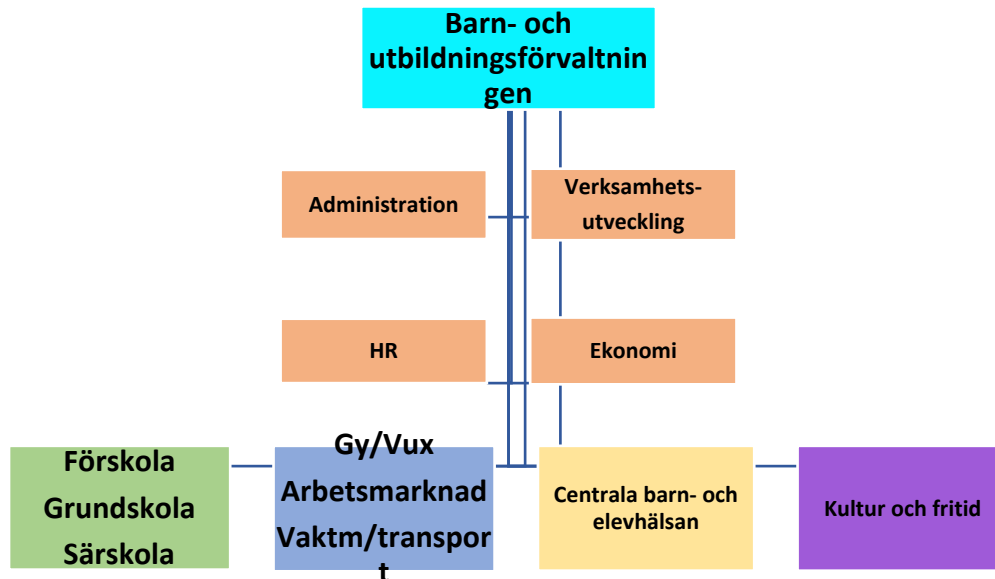 Barn- och
utbildningsförvaltnin
gen
Administration
Verksamhets-
utveckling
HR
Ekonomi
Förskola
Grundskola
Särskola
Gy/Vux
Arbetsmarknad
Vaktm/transpor
t
Centrala barn- och
elevhälsan
Kultur och fritid